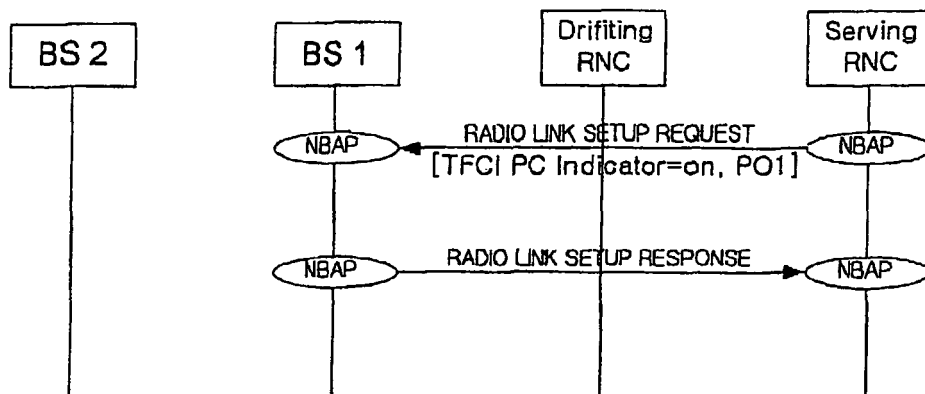 BS 2
BS 1
Drifiting
RNC
Serving
RNC
NBAP
RADIO LINK SETUP REQUEST
NBAP
[TFCI PC Indicator=on, PO1]
NBAP
RADIO LINK SETUP RESPONSE
NBAP